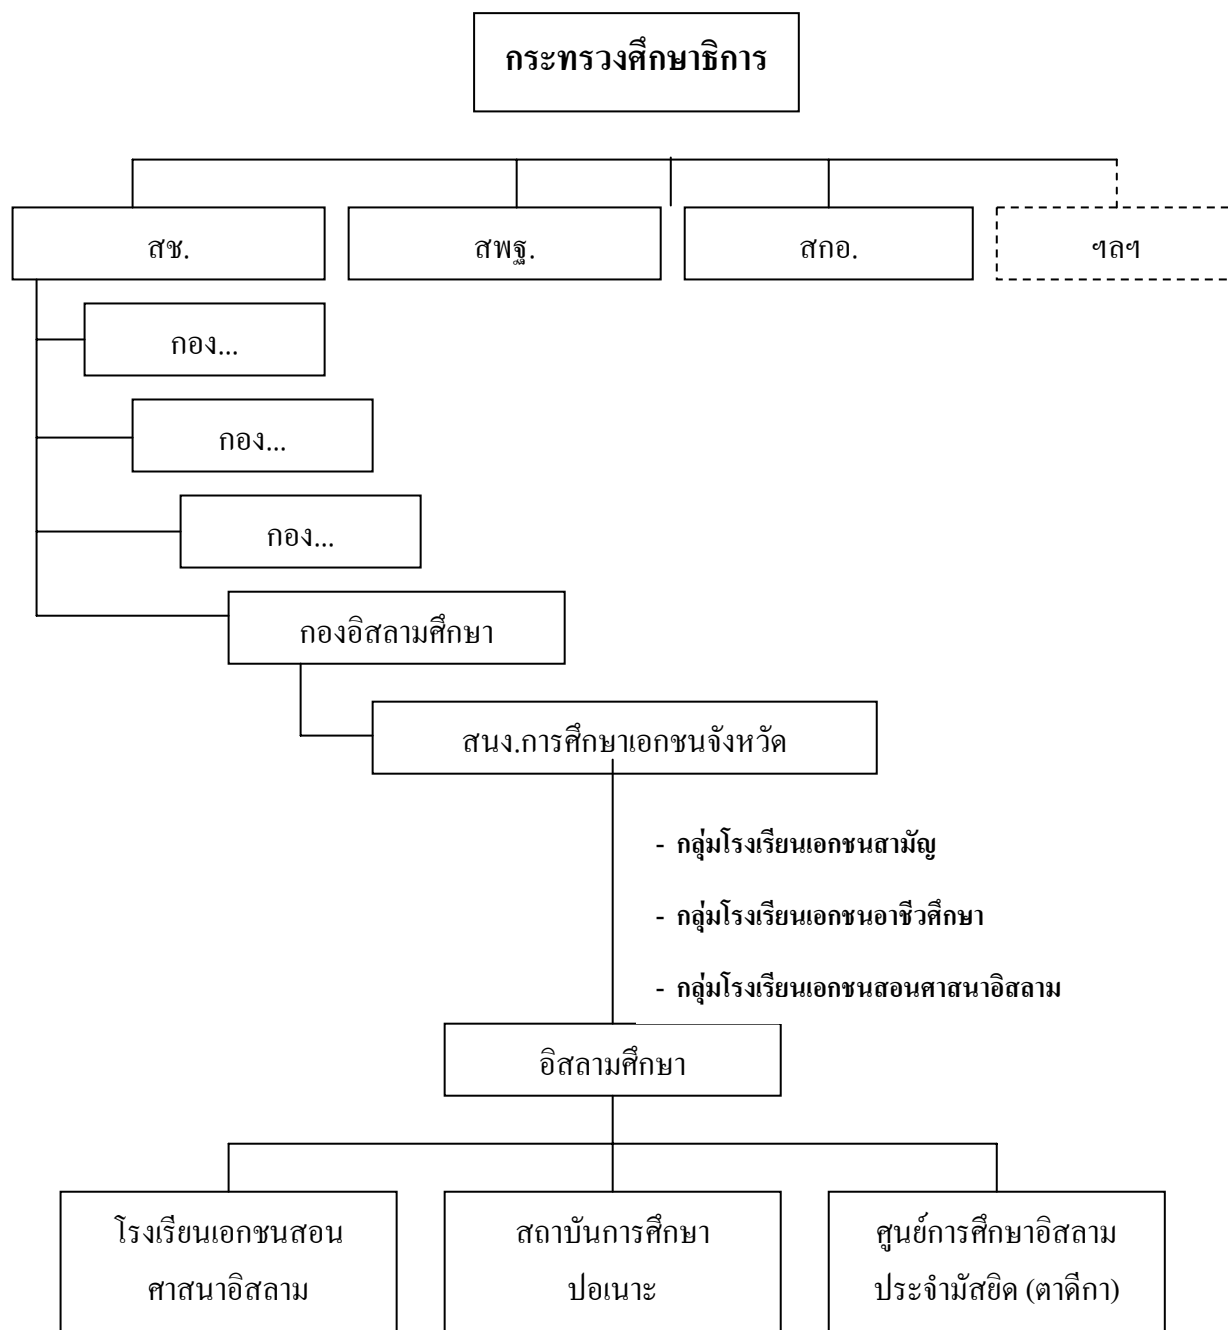 กระทรวงศึกษาธิการ
สช.
สพฐ.
สกอ.
ฯลฯ
กอง...
กอง...
กอง...
กองอิสลามศึกษา
สนง.การศึกษาเอกชนจังหวัด
- กลุ่มโรงเรียนเอกชนสามัญ
- กลุ่มโรงเรียนเอกชนอาชีวศึกษา
- กลุ่มโรงเรียนเอกชนสอนศาสนาอิสลาม
อิสลามศึกษา
โรงเรียนเอกชนสอน
ศาสนาอิสลาม
สถาบันการศึกษา
ปอเนาะ
ศูนย์การศึกษาอิสลาม
ประจำมัสยิด (ตาดีกา)